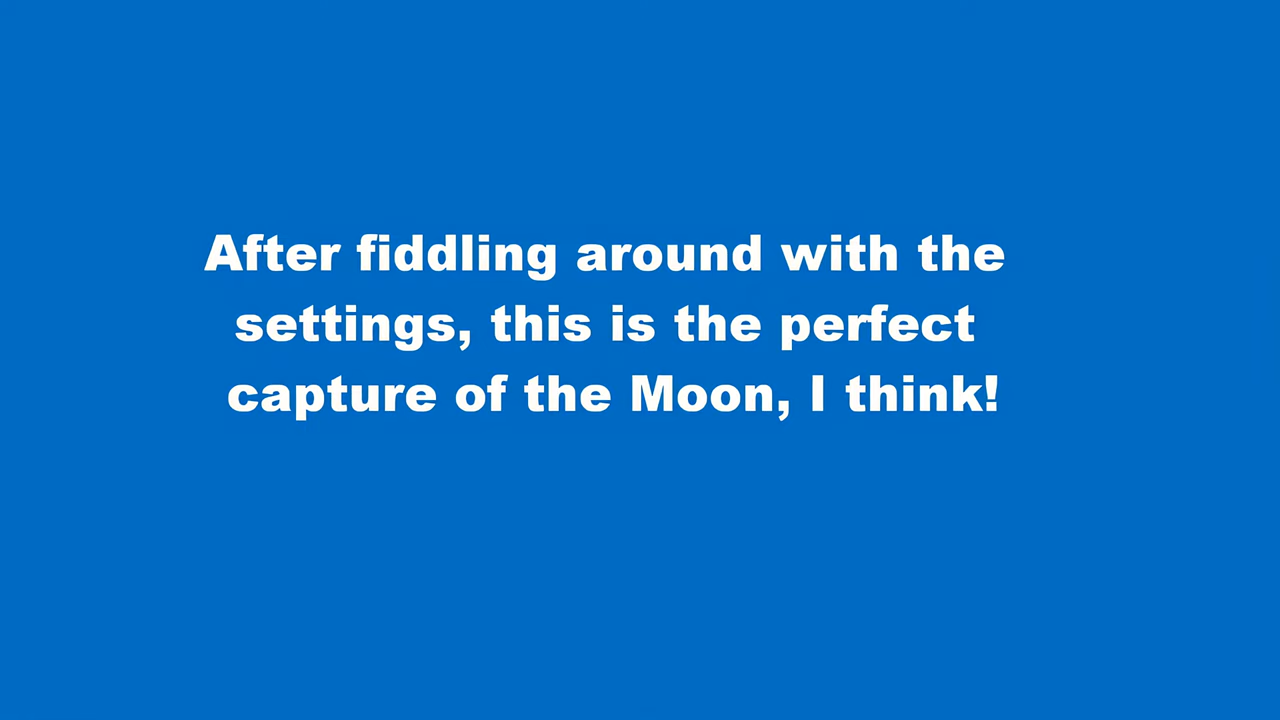 After fiddling around with the
settings, this is the perfect
capture of the Moon, I think!